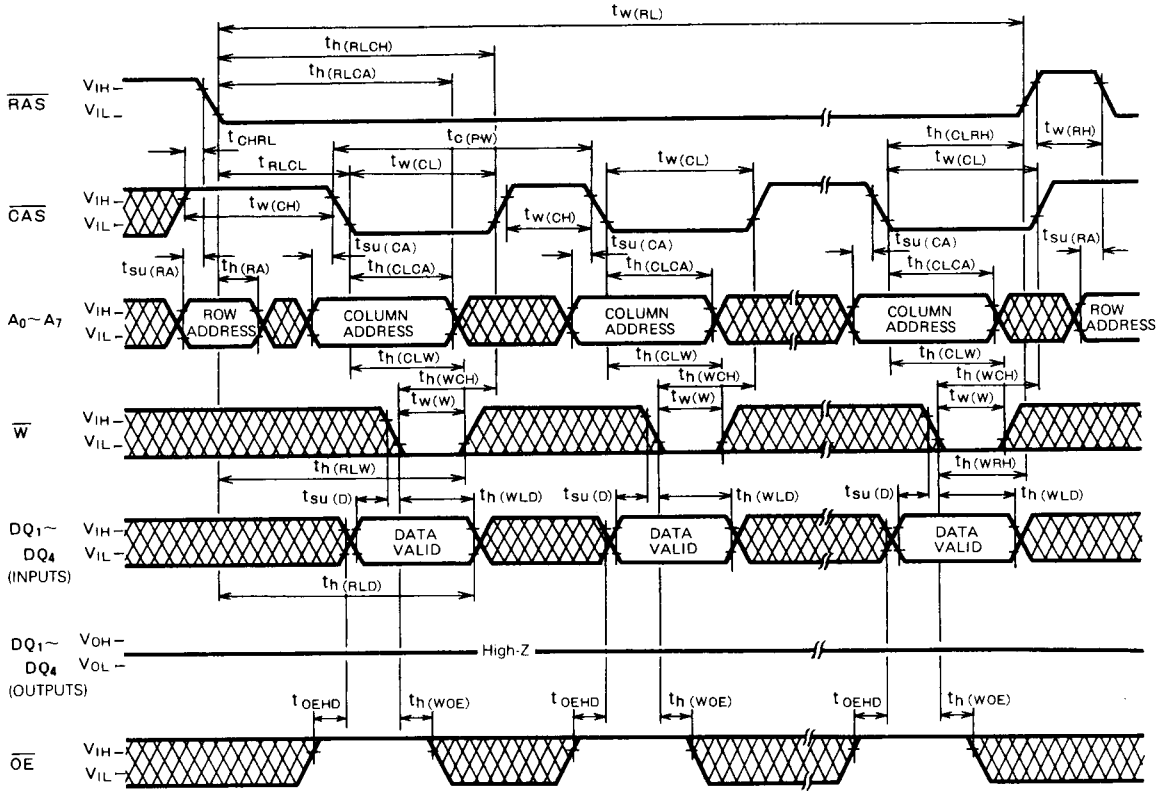 tw(RL)
th(RLCH)
th(RLCA)
RAS VIH VIL
tCHRL
tC(PW)
th(CLRH)
tw(RH)
tRLCL
tw(CL)
tw(CL)
tw(CL)
CAS VIH VIL
tw(CH)
tw(CH)
tsu(RA)
th(RA)
tsu(CA)
th(CLCA)
tsu(CA)
th(CLCA)
tsu(CA)
th(CLCA)
tsu(RA)
A0~A7 VIH VIL
ROW ADDRESS
COLUMN ADDRESS
COLUMN ADDRESS
COLUMN ADDRESS
ROW ADDRESS
th(CLW)
th(CLW)
th(CLW)
th(WCH)
th(WCH)
th(WCH)
tw(W)
tw(W)
tw(W)
W VIH VIL
th(RLW)
th(WRH)
tsu(D)
th(WLD)
tsu(D)
th(WLD)
tsu(D)
th(WLD)
DQ1~ DQ4 (INPUTS) VIH VIL
DATA VALID
DATA VALID
DATA VALID
th(RLD)
DQ1~ DQ4 (OUTPUTS) VOH VOL
High-Z
tOEHD
th(WOE)
tOEHD
th(WOE)
tOEHD
th(WOE)
OE VIH VIL